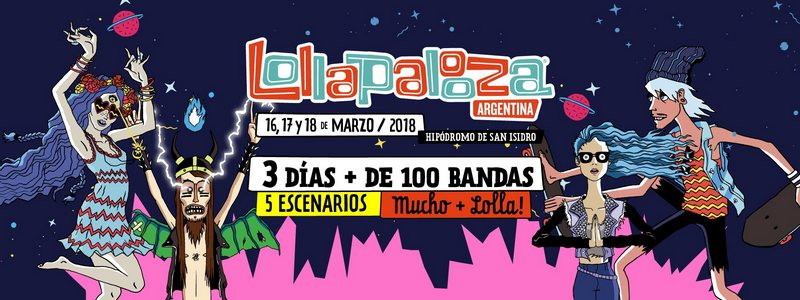 Lollapalooza
ARGENTINA
16, 17 y 18 DE MARZO / 2018
HIPÓDROMO DE SAN ISIDRO
3 DÍAS + DE 100 BANDAS
5 ESCENARIOS Mucho + Lolla!